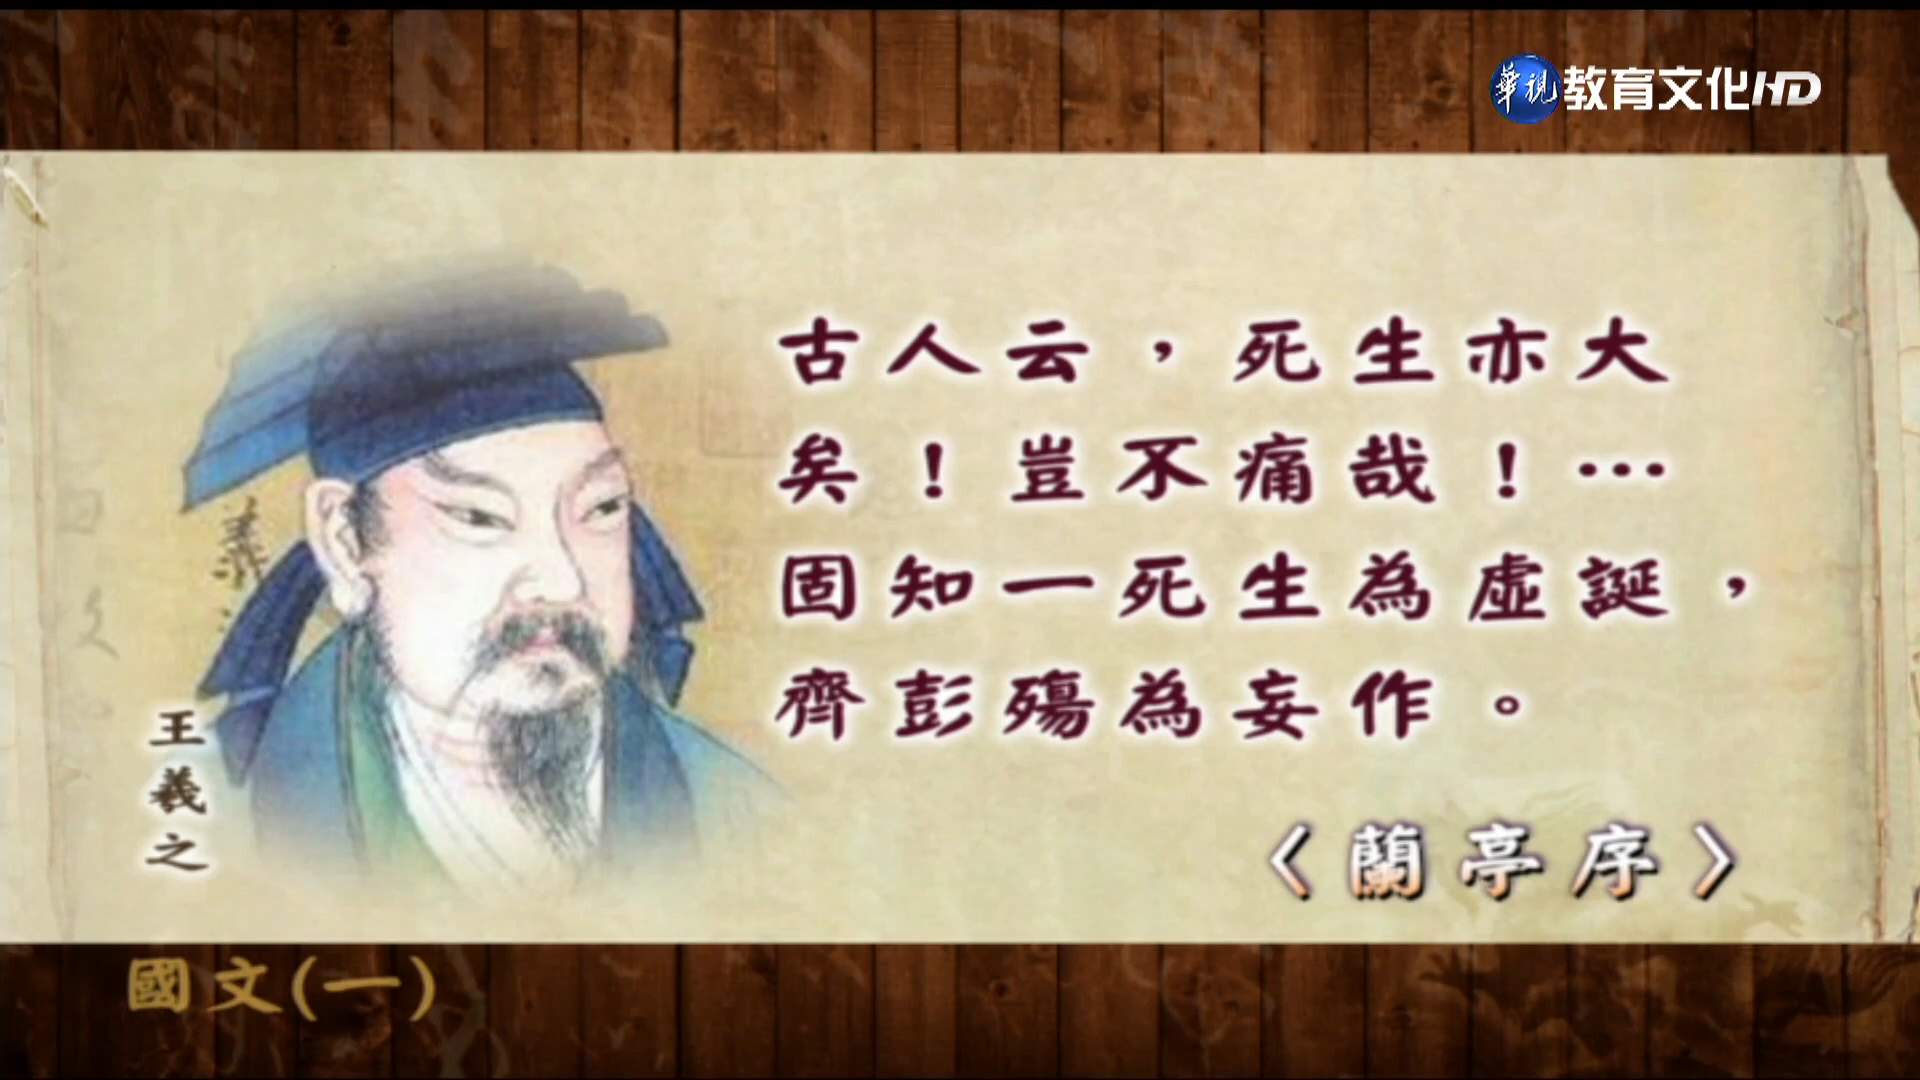 華視教育文化HD
古人云，死生亦大
矣！豈不痛哉！…
固知一死生為虛誕，
齊彭殤為妄作。
王羲之
〈蘭亭序〉
國文(一)